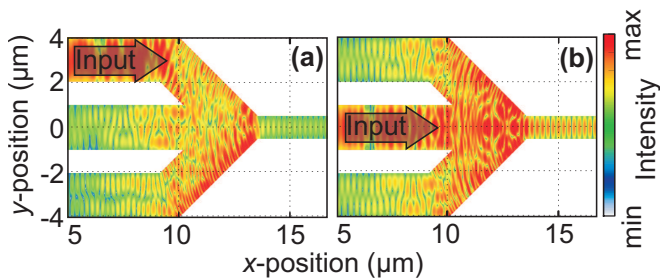 4
2
0
-2
-4
y-position (μm)
Input
(a)
Input
(b)
5
10
15
5
10
15
x-position (μm)
max
Intensity
min